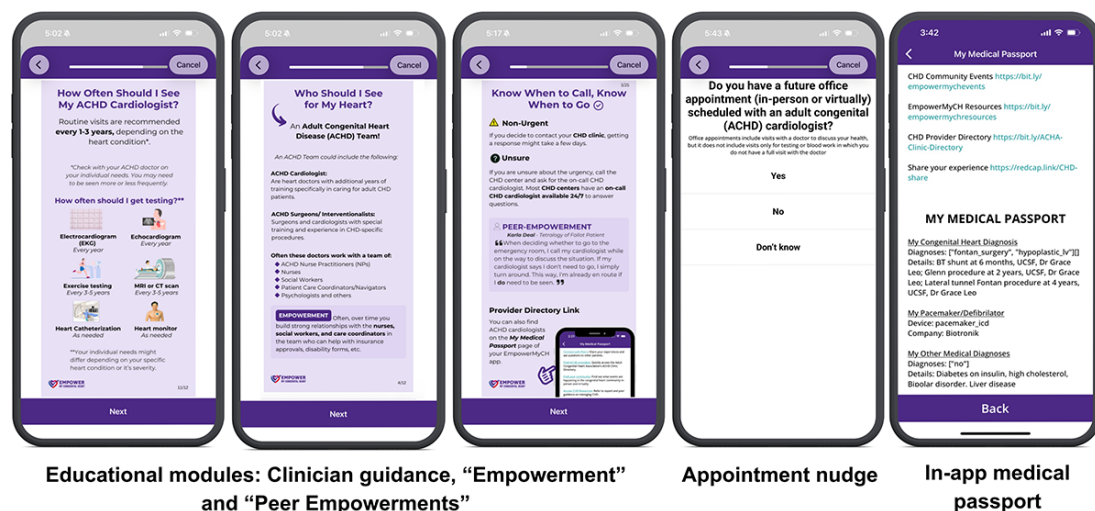 5:02
Cancel
How Often Should I See
My ACHD Cardiologist?
Routine visits are recommended
every 1-3 years, depending on the
heart condition*.
*Check with your ACHD doctor on
your individual needs. You may need
to be seen more or less frequently.
How often should I get testing?**
Electrocardiogram
(EKG)
Every year
Echocardiogram
Every year
Exercise testing
Every 3-5 years
MRI or CT scan
Every 3-5 years
Heart Catheterization
As needed
Heart monitor
As needed
**Your individual needs might
differ depending on your specific
heart condition or it's severity.
EMPOWER
MY CONGENITAL HEART
Next
5:02
Cancel
Who Should I See
for My Heart?
An Adult Congenital Heart
Disease (ACHD) Team!
An ACHD Team could include the following:
ACHD Cardiologist:
Are heart doctors with additional years of
training specifically in caring for adult CHD
patients.
ACHD Surgeons/ Interventionalists:
Surgeons and cardiologists with special
training and experience in CHD-specific
procedures.
Often these doctors work with a team of:
ACHD Nurse Practitioners (NPs)
Nurses
Social Workers
Patient Care Coordinators/Navigators
Psychologists and others
EMPOWERMENT Often, over time you
build strong relationships with the nurses,
social workers, and care coordinators in
the team who can help with insurance
approvals, disability forms, etc.
EMPOWER
MY CONGENITAL HEART
Next
5:17
Cancel
Know When to Call, Know
When to Go
Non-Urgent
If you decide to contact your CHD clinic, getting
a response might take a few days.
Unsure
If you are unsure about the urgency, call the
CHD center and ask for the on-call CHD
cardiologist. Most CHD centers have an on-call
CHD cardiologist available 24/7 to answer
questions.
PEER-EMPOWERMENT
Karla Deal - Tetralogy of Fallot Patient
When deciding whether to go to the
emergency room, I call my cardiologist while
on the way to discuss the situation. If my
cardiologist says I don't need to go, I simply
turn around. This way, I'm already en route if
I do need to be seen.
Provider Directory Link
You can also find
ACHD cardiologists
on the My Medical
Passport page of
your EmpowerMyCH
app.
My Medical Passport
EMPOWER
MY CONGENITAL HEART
Next
5:43
Cancel
Do you have a future office
appointment (in-person or virtually)
scheduled with an adult congenital
(ACHD) cardiologist?
Office appointments include visits with a doctor to discuss your health,
but it does not include visits only for testing or blood work in which you
do not have a full visit with the doctor
Yes
No
Don't know
3:42
My Medical Passport
CHD Community Events https://bit.ly/
empowermychevents
EmpowerMyCH Resources https://bit.ly/
empowermychresources
CHD Provider Directory https://bit.ly/ACHA-
Clinic-Directory
Share your experience https://redcap.link/CHD-
share
MY MEDICAL PASSPORT
My Congenital Heart Diagnosis
Diagnoses: ["fontan_surgery", "hypoplastic_lv"][]
Details: BT shunt at 6 months, UCSF, Dr Grace
Leo; Glenn procedure at 2 years, UCSF, Dr Grace
Leo; Lateral tunnel Fontan procedure at 4 years,
UCSF, Dr Grace Leo
My Pacemaker/Defibrilator
Device: pacemaker_icd
Company: Biotronik
My Other Medical Diagnoses
Diagnoses: ["no"]
Details: Diabetes on insulin, high cholesterol,
Bioolar disorder. Liver disease
Back
Educational modules: Clinician guidance, “Empowerment”
and “Peer Empowerments”
Appointment nudge
In-app medical
passport